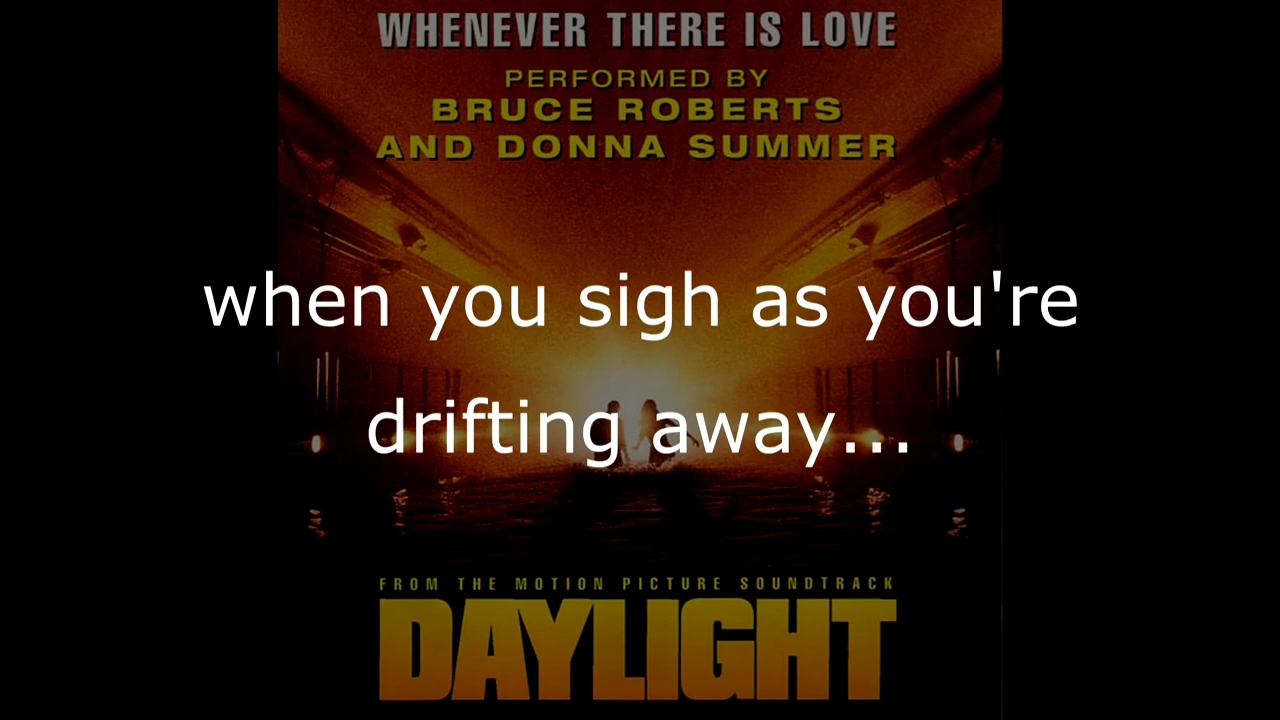 WHENEVER THERE IS LOVE
PERFORMED BY
BRUCE ROBERTS
AND DONNA SUMMER
when you sigh as you're
drifting away...
FROM THE MOTION PICTURE SOUNDTRACK
DAYLIGHT